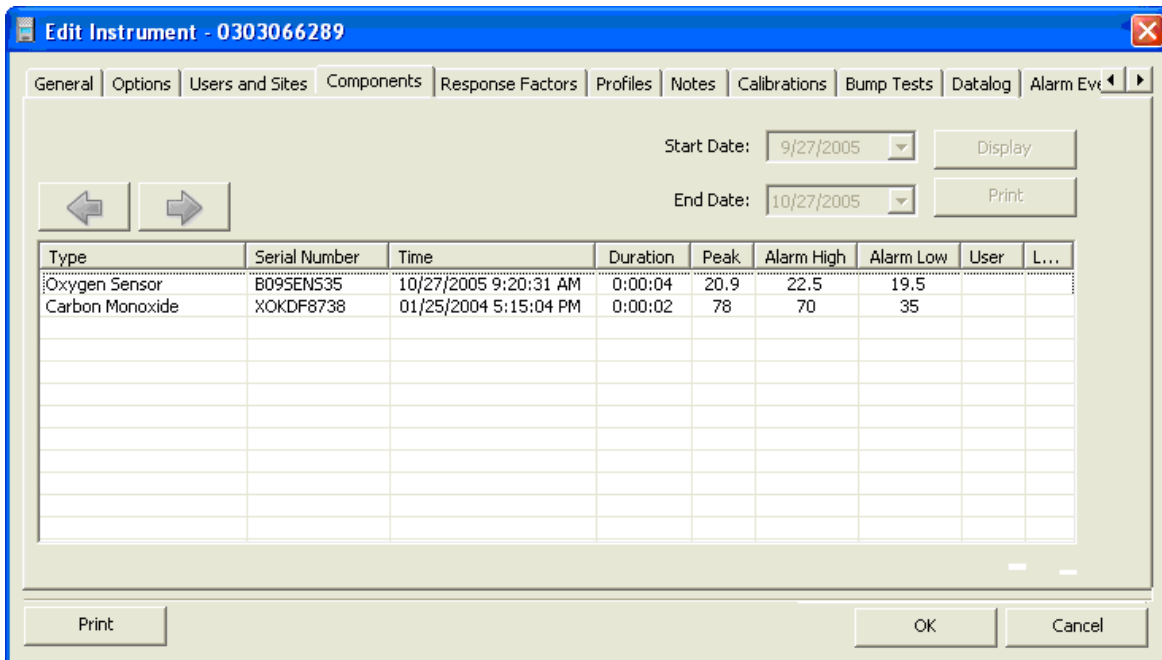 Edit Instrument - 0303066289
General Options Users and Sites Components Response Factors Profiles Notes Calibrations Bump Tests Datalog Alarm Eve
Start Date: 9/27/2005 Display
End Date: 10/27/2005 Print
Type Serial Number Time Duration Peak Alarm High Alarm Low User L...
Oxygen Sensor B09SENS35 10/27/2005 9:20:31 AM 0:00:04 20.9 22.5 19.5
Carbon Monoxide XOKDF8738 01/25/2004 5:15:04 PM 0:00:02 78 70 35
Print OK Cancel